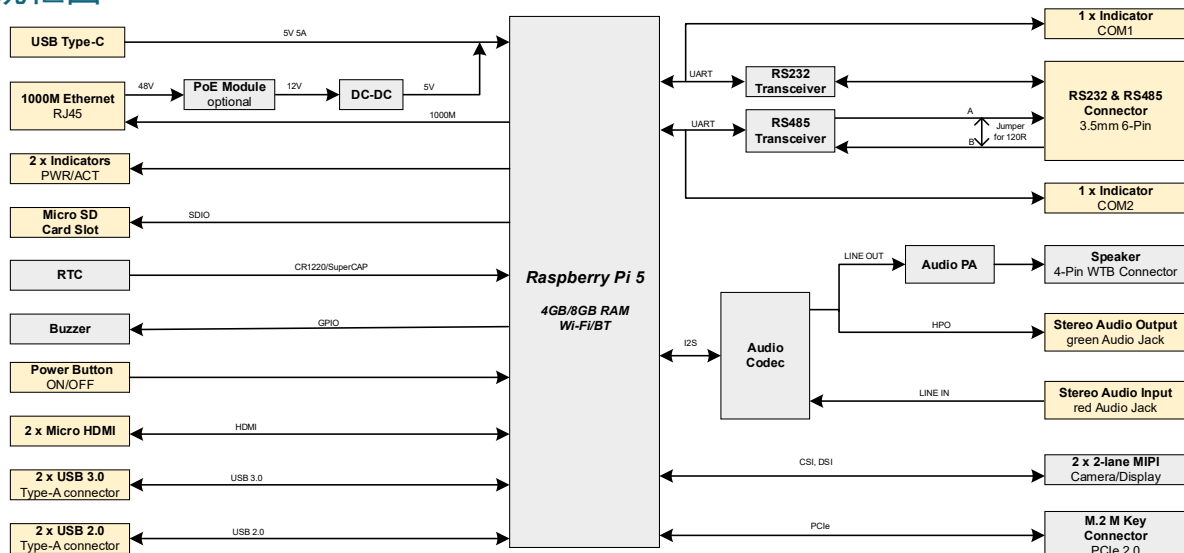 USB Type-C
5V 5A
1000M Ethernet
RJ45
48V
PoE Module
optional
12V
DC-DC
5V
1000M
2 x Indicators
PWR/ACT
Micro SD
Card Slot
SDIO
RTC
CR1220/SuperCAP
Buzzer
GPIO
Power Button
ON/OFF
2 x Micro HDMI
HDMI
2 x USB 3.0
Type-A connector
USB 3.0
2 x USB 2.0
Type-A connector
USB 2.0
Raspberry Pi 5
4GB/8GB RAM
Wi-Fi/BT
1 x Indicator
COM1
UART
RS232
Transceiver
RS232 & RS485
Connector
3.5mm 6-Pin
UART
RS485
Transceiver
A
B
Jumper
for 120R
1 x Indicator
COM2
LINE OUT
Audio PA
Speaker
4-Pin WTB Connector
I2S
Audio
Codec
HPO
Stereo Audio Output
green Audio Jack
LINE IN
Stereo Audio Input
red Audio Jack
CSI, DSI
2 x 2-lane MIPI
Camera/Display
PCIe
M.2 M Key
Connector
PCIe 2.0